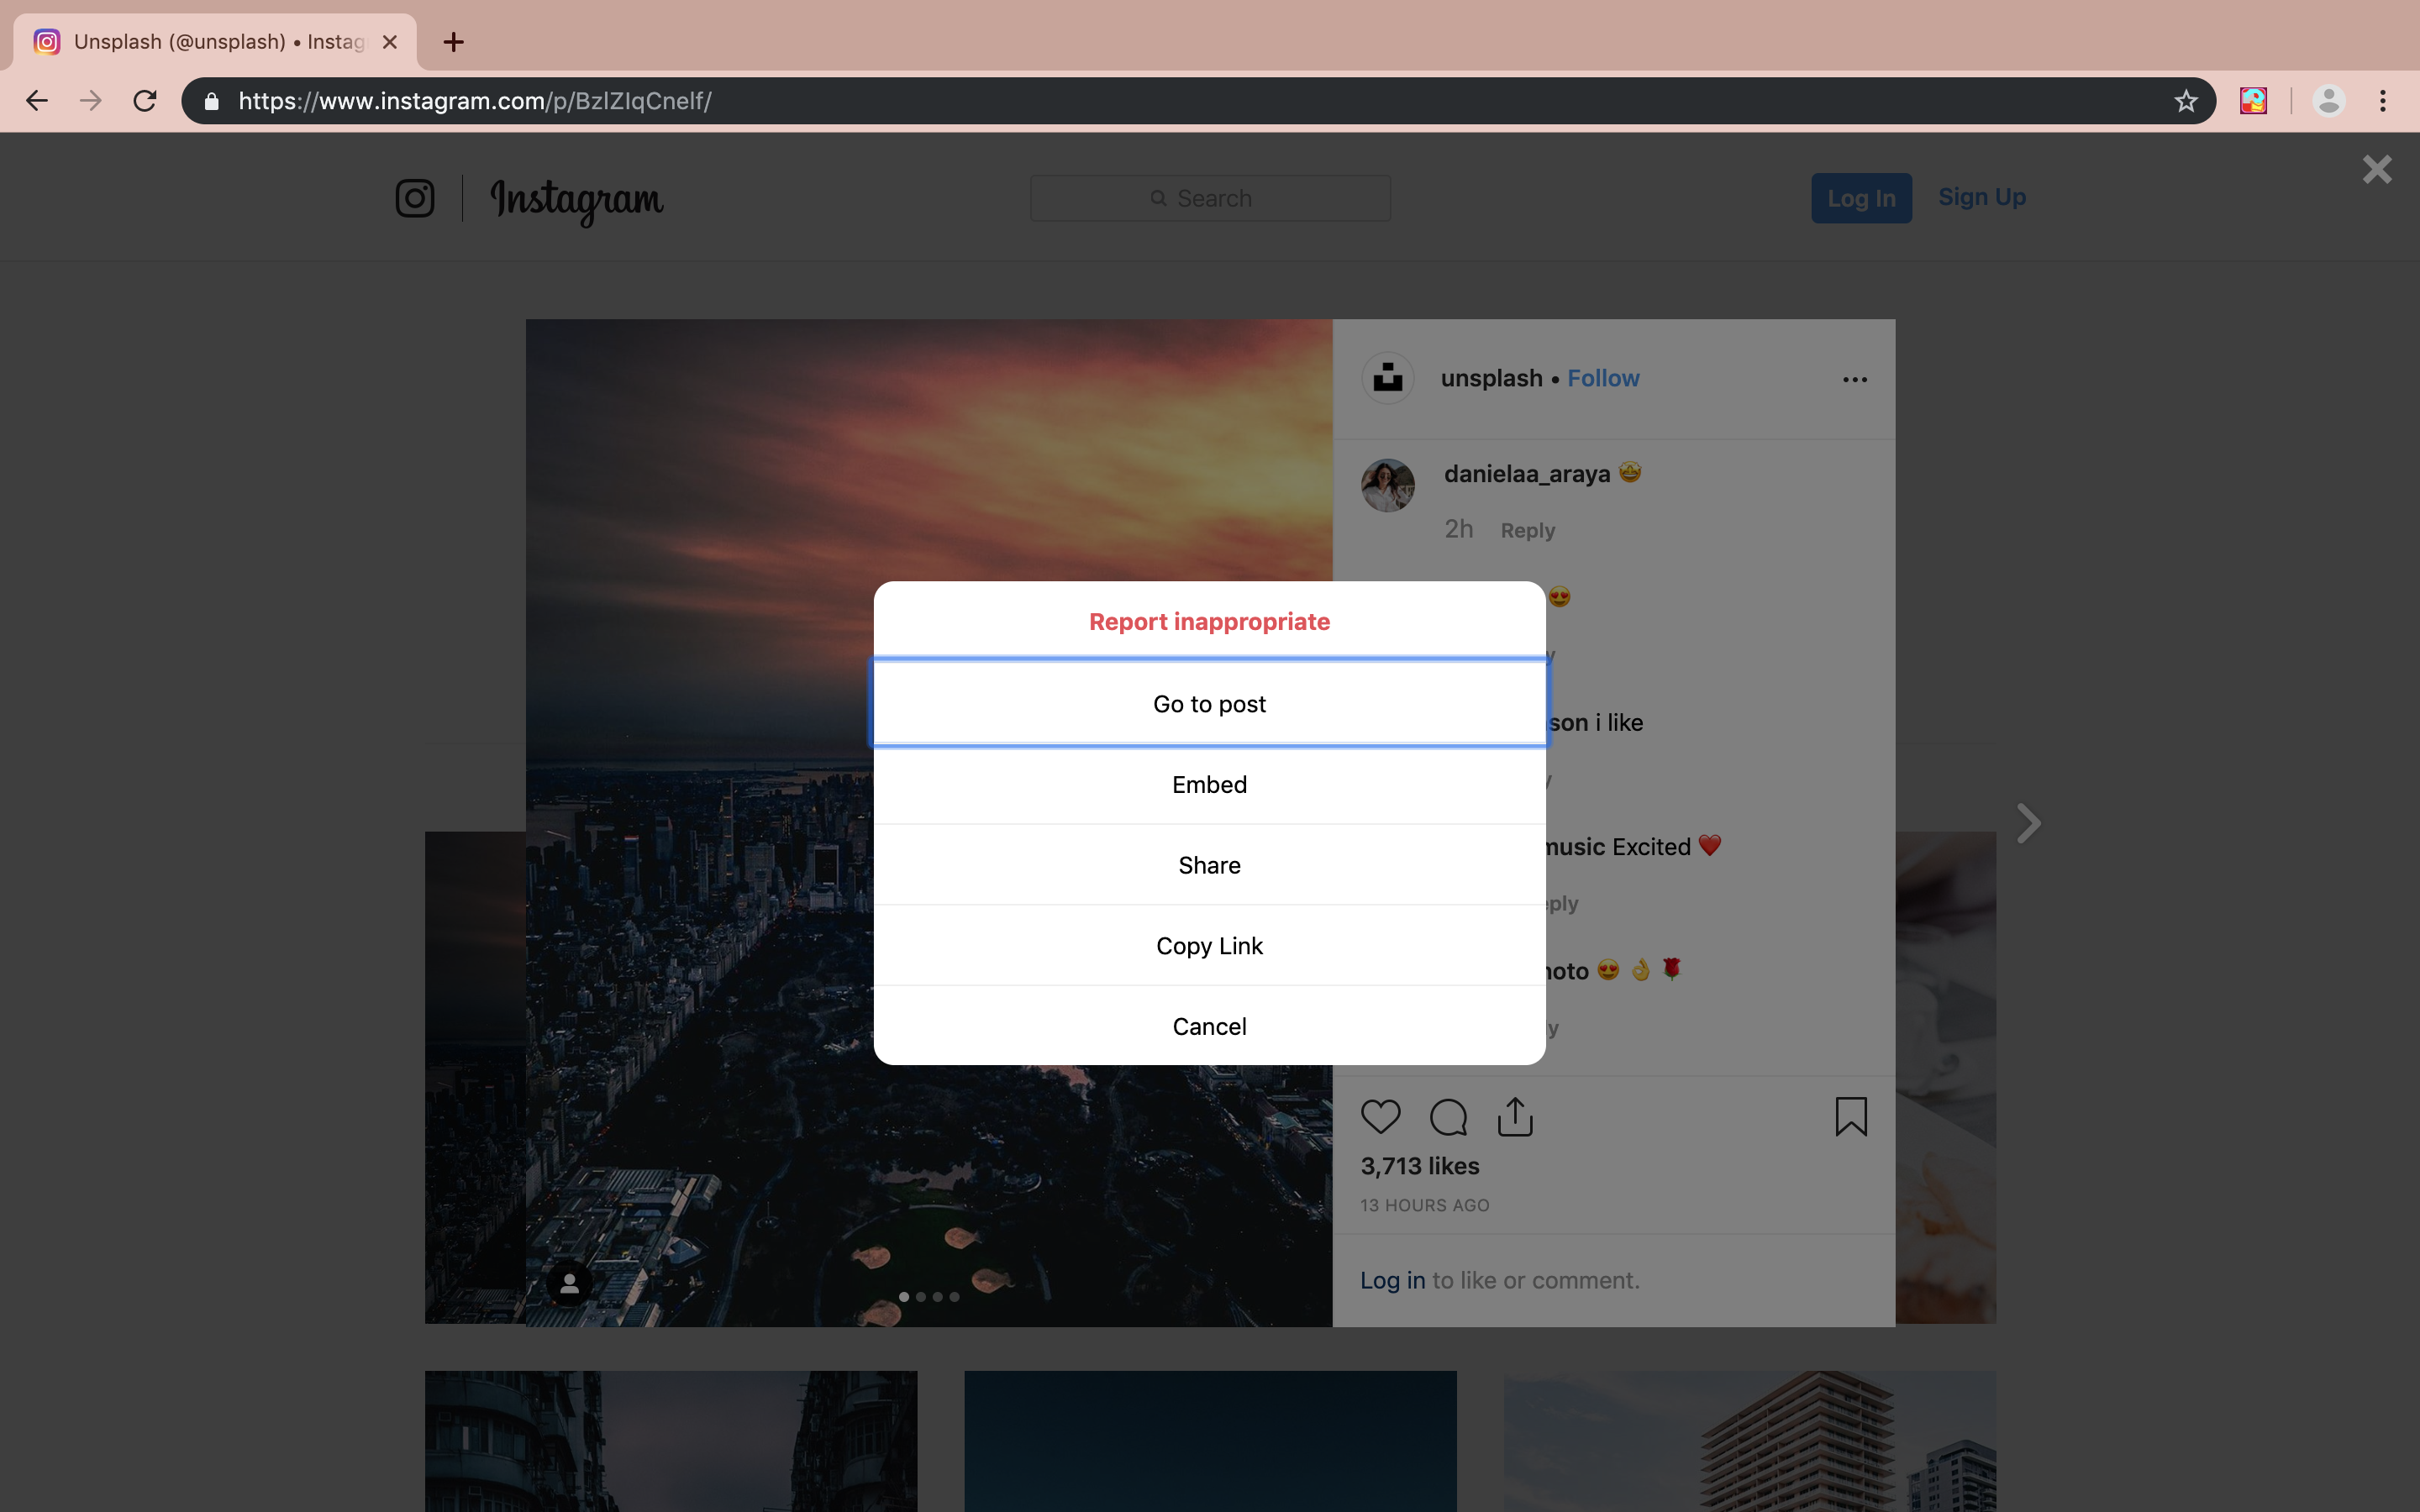 Unsplash (@unsplash) • Instag
https://www.instagram.com/p/BzlZIqCnelf/
Instagram
Search
Log In
Sign Up
unsplash • Follow
danielaa_araya 🤩
2h Reply
😍
Report inappropriate
Go to post
son i like
Embed
music Excited ❤️
Share
Copy Link
😍 👌 🌹
Cancel
3,713 likes
13 HOURS AGO
Log in to like or comment.